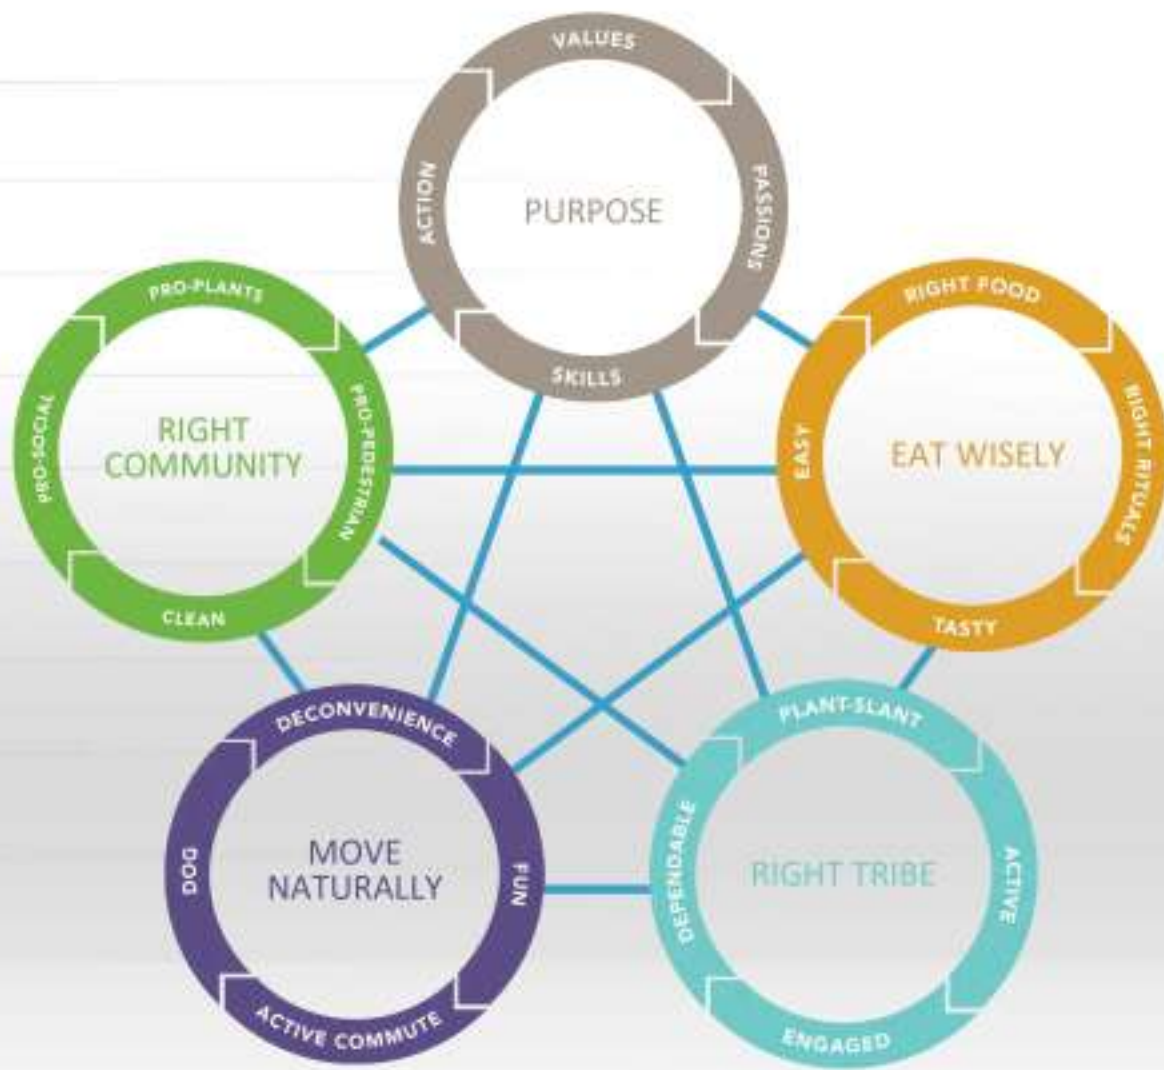 VALUES
PASSIONS
SKILLS
ACTION
PURPOSE
PRO-PLANTS
PRO-PEDESTRIAN
CLEAN
PRO-SOCIAL
RIGHT
COMMUNITY
RIGHT FOOD
RIGHT RITUALS
TASTY
EASY
EAT WISELY
DECONVENIENCE
FUN
ACTIVE COMMUTE
DOG
MOVE
NATURALLY
PLANT-SLANT
ACTIVE
ENGAGED
DEPENDABLE
RIGHT TRIBE